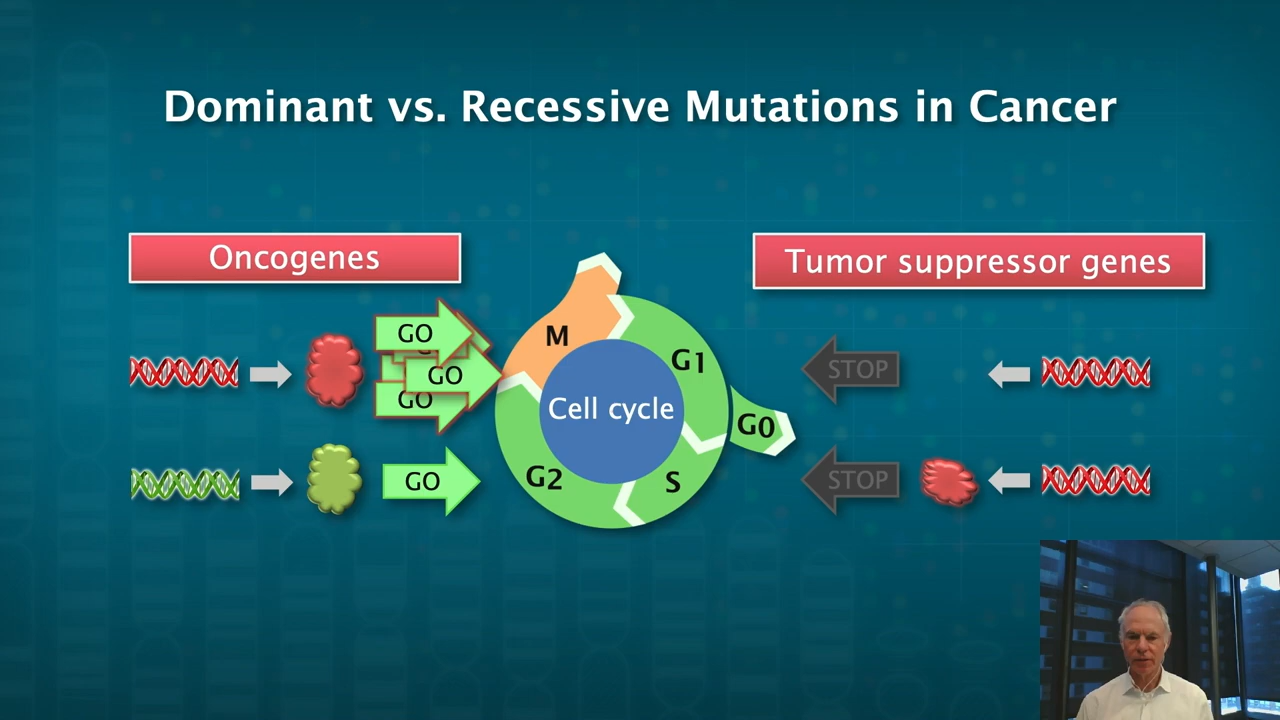 Dominant vs. Recessive Mutations in Cancer
Oncogenes
Tumor suppressor genes
GO
GO
GO
GO
M
G1
G0
S
G2
Cell cycle
STOP
STOP